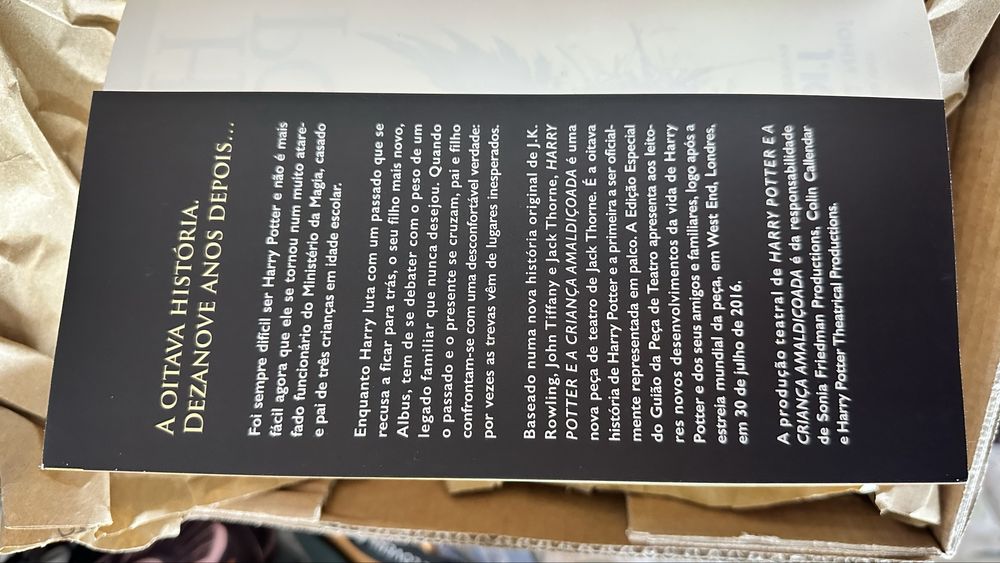 A OITAVA HISTÓRIA.
DEZANOVE ANOS DEPOIS...
Foi sempre difícil ser Harry Potter e não é mais
fácil agora que ele se tornou num muito atare-
fado funcionário do Ministério da Magia, casado
e pai de três crianças em idade escolar.
Enquanto Harry luta com um passado que se
recusa a ficar para trás, o seu filho mais novo,
Albus, tem de se debater com o peso de um
legado familiar que nunca desejou. Quando
o passado e o presente se cruzam, pai e filho
confrontam-se com uma desconfortável verdade:
por vezes as trevas vêm de lugares inesperados.
Baseado numa nova história original de J.K.
Rowling, John Tiffany e Jack Thorne, HARRY
POTTER E A CRIANÇA AMALDIÇOADA é uma
nova peça de teatro de Jack Thorne. É a oitava
história de Harry Potter e a primeira a ser oficial-
mente representada em palco. A Edição Especial
do Guião da Peça de Teatro apresenta aos leito-
res novos desenvolvimentos da vida de Harry
Potter e dos seus amigos e familiares, logo após a
estreia mundial da peça, em West End, Londres,
em 30 de julho de 2016.
A produção teatral de HARRY POTTER E A
CRIANÇA AMALDIÇOADA é da responsabilidade
de Sonia Friedman Productions, Colin Callendar
e Harry Potter Theatrical Productions.